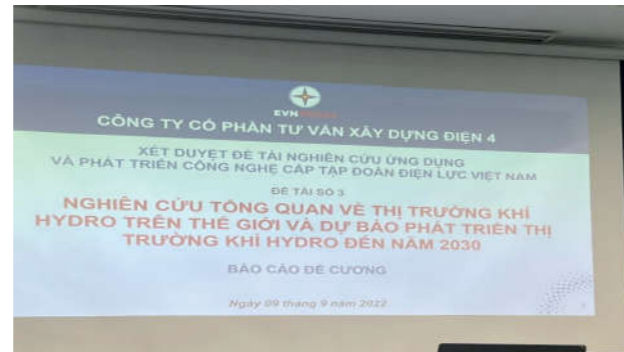 EVN
CÔNG TY CỔ PHẦN TƯ VẤN XÂY DỰNG ĐIỆN 4
XÉT DUYỆT ĐỀ TÀI NGHIÊN CỨU ỨNG DỤNG
VÀ PHÁT TRIỂN CÔNG NGHỆ CẤP TẬP ĐOÀN ĐIỆN LỰC VIỆT NAM
ĐỀ TÀI SỐ 3
NGHIÊN CỨU TỔNG QUAN VỀ THỊ TRƯỜNG KHÍ
HYDRO TRÊN THẾ GIỚI VÀ DỰ BÁO PHÁT TRIỂN THỊ
TRƯỜNG KHÍ HYDRO ĐẾN NĂM 2030
BÁO CÁO ĐỀ CƯƠNG
Ngày 09 tháng 9 năm 2022